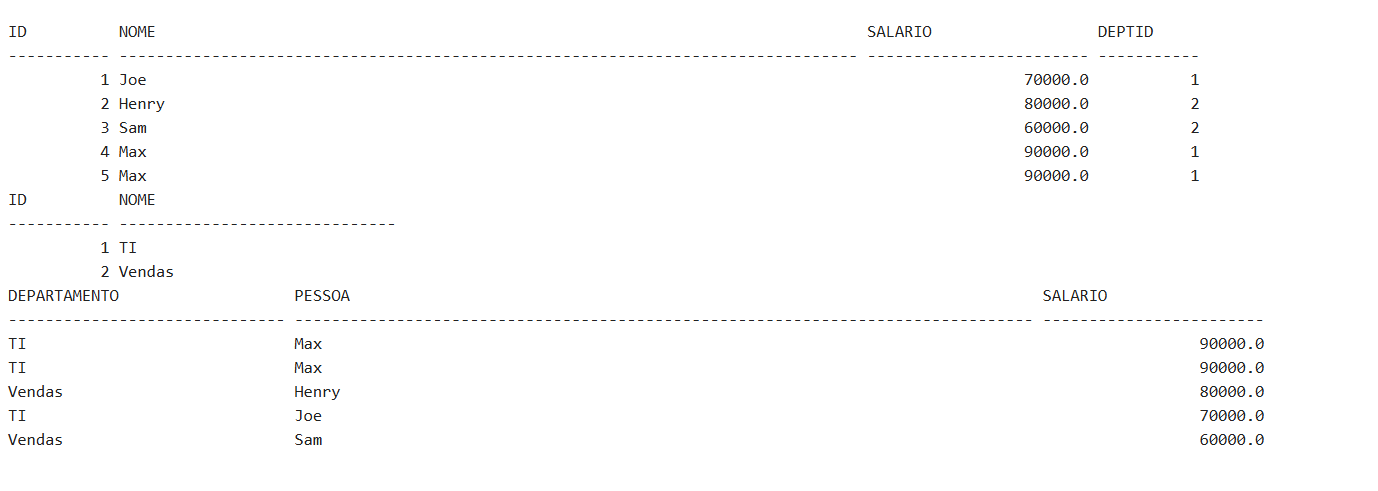 ID          NOME                                                                             SALARIO                  DEPTID
----------- -------------------------------------------------------------------------------- ------------------------ -----------
          1 Joe                                                                                               70000.0           1
          2 Henry                                                                                             80000.0           2
          3 Sam                                                                                               60000.0           2
          4 Max                                                                                               90000.0           1
          5 Max                                                                                               90000.0           1
ID          NOME
----------- ------------------------------
          1 TI
          2 Vendas
DEPARTAMENTO                   PESSOA                                                                           SALARIO
------------------------------ -------------------------------------------------------------------------------- ------------------------
TI                             Max                                                                                               90000.0
TI                             Max                                                                                               90000.0
Vendas                         Henry                                                                                             80000.0
TI                             Joe                                                                                               70000.0
Vendas                         Sam                                                                                               60000.0